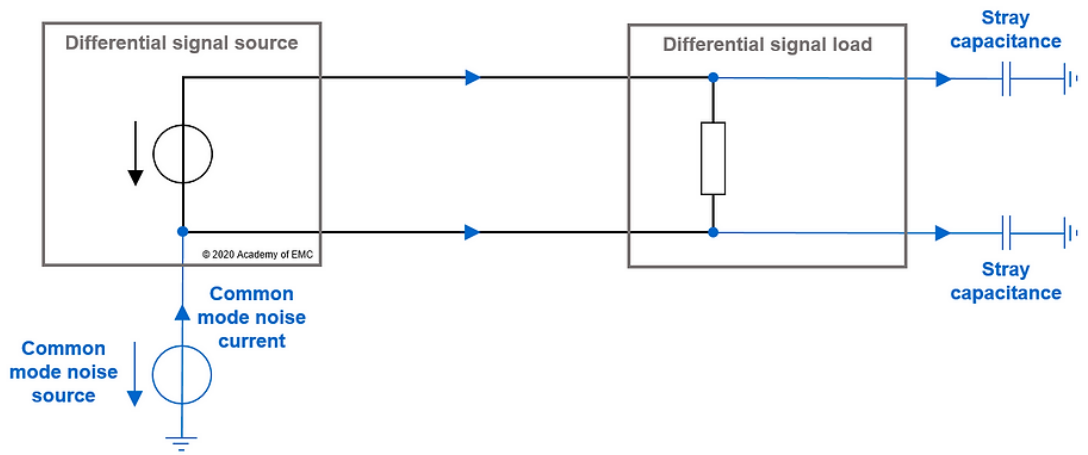 Differential signal source
Differential signal load
Stray
capacitance
© 2020 Academy of EMC
Common
mode noise
current
Stray
capacitance
Common
mode noise
source